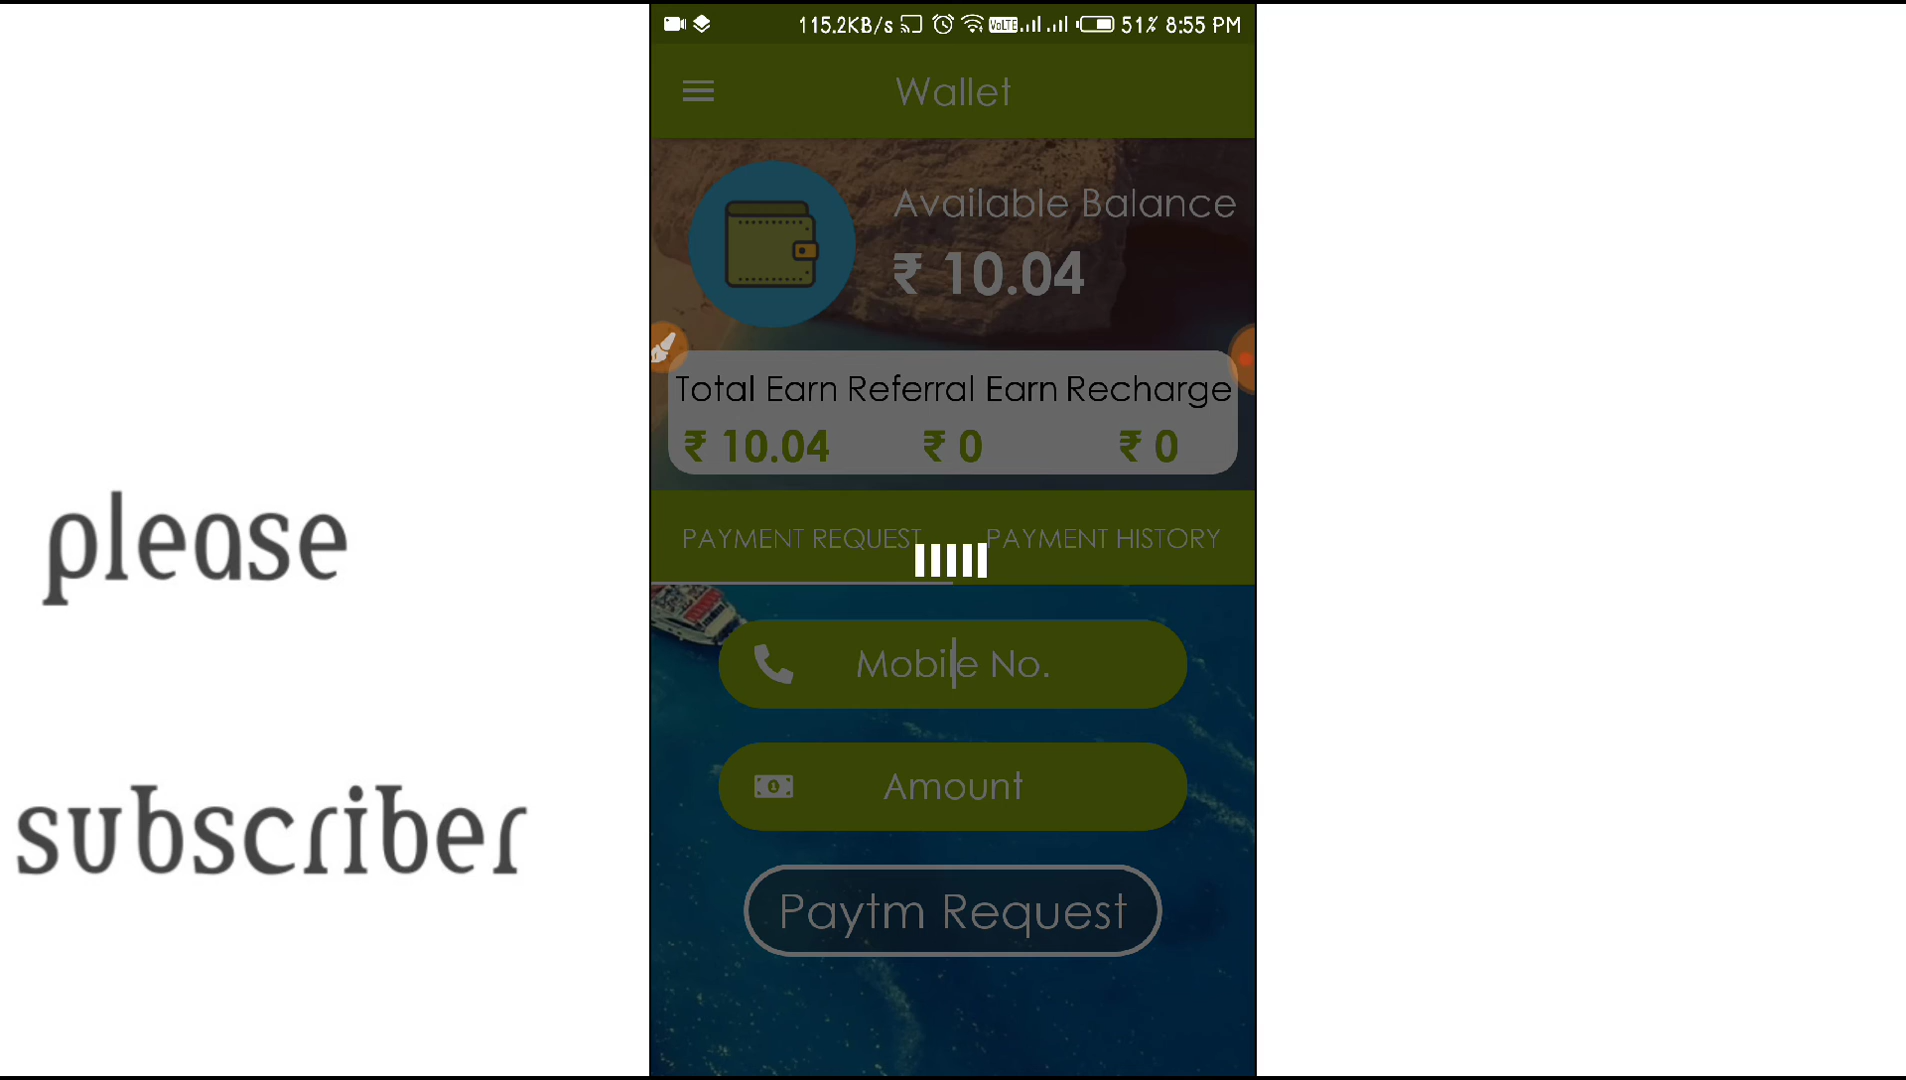 115.2KB/s VoLTE 51% 8:55 PM
Wallet
Available Balance
₹ 10.04
Total Earn Referral Earn Recharge
₹ 10.04 ₹ 0 ₹ 0
PAYMENT REQUEST PAYMENT HISTORY
please
Mobile No.
Amount
subscriber
Paytm Request